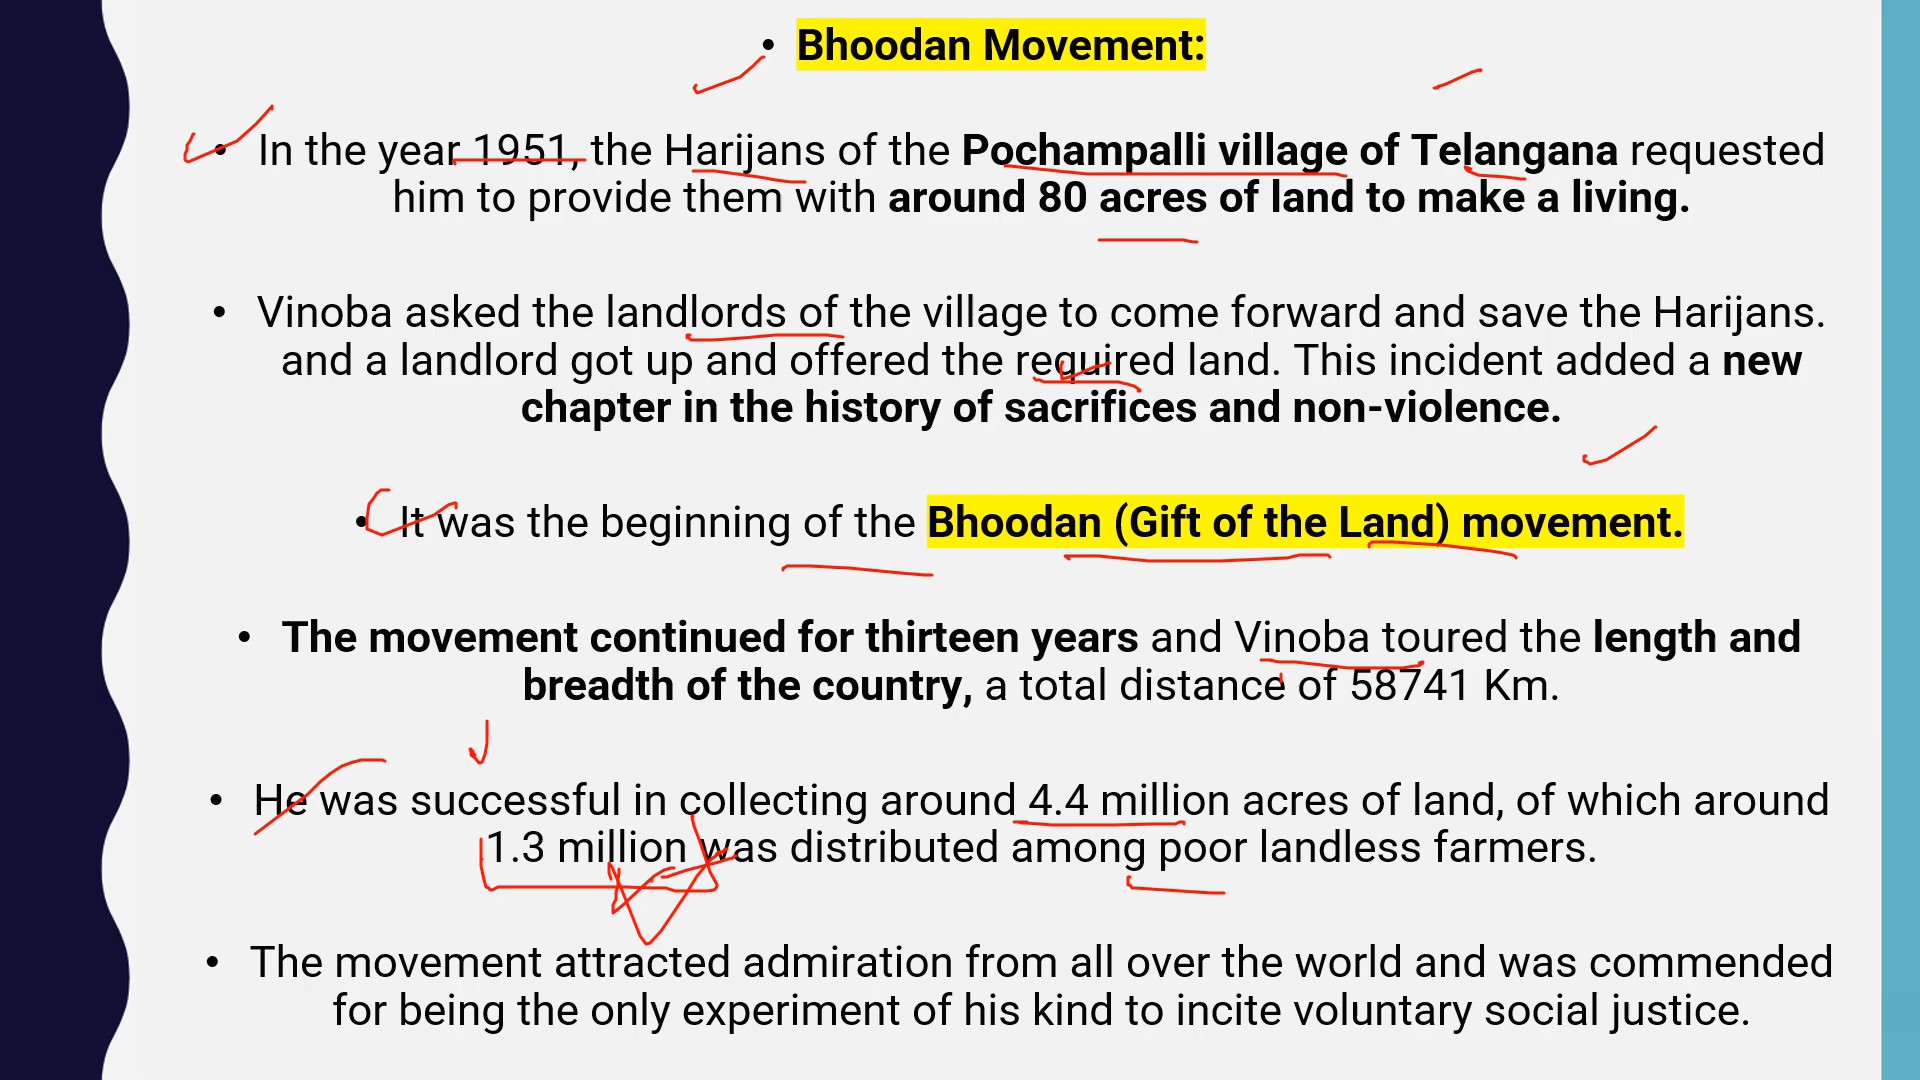 • Bhoodan Movement:
• In the year 1951, the Harijans of the Pochampalli village of Telangana requested
him to provide them with around 80 acres of land to make a living.
• Vinoba asked the landlords of the village to come forward and save the Harijans.
and a landlord got up and offered the required land. This incident added a new
chapter in the history of sacrifices and non-violence.
• It was the beginning of the Bhoodan (Gift of the Land) movement.
• The movement continued for thirteen years and Vinoba toured the length and
breadth of the country, a total distance of 58741 Km.
• He was successful in collecting around 4.4 million acres of land, of which around
1.3 million was distributed among poor landless farmers.
• The movement attracted admiration from all over the world and was commended
for being the only experiment of his kind to incite voluntary social justice.